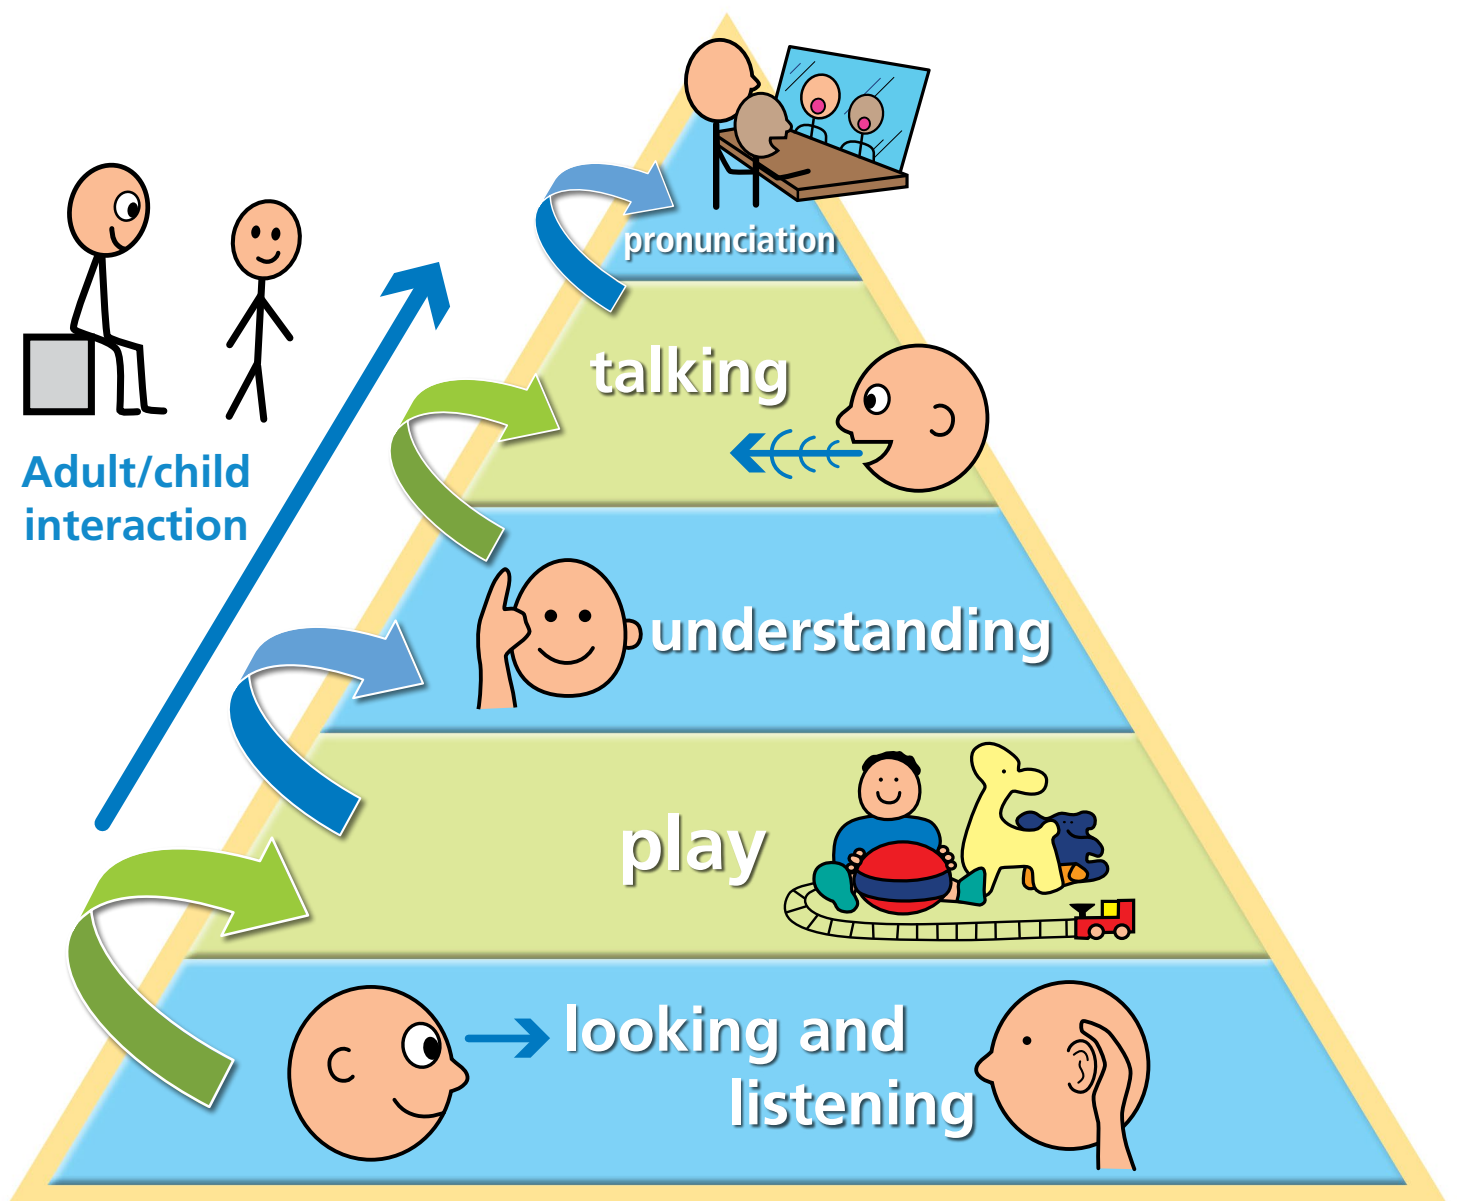 pronunciation
talking
Adult/child
interaction
understanding
play
looking and
listening